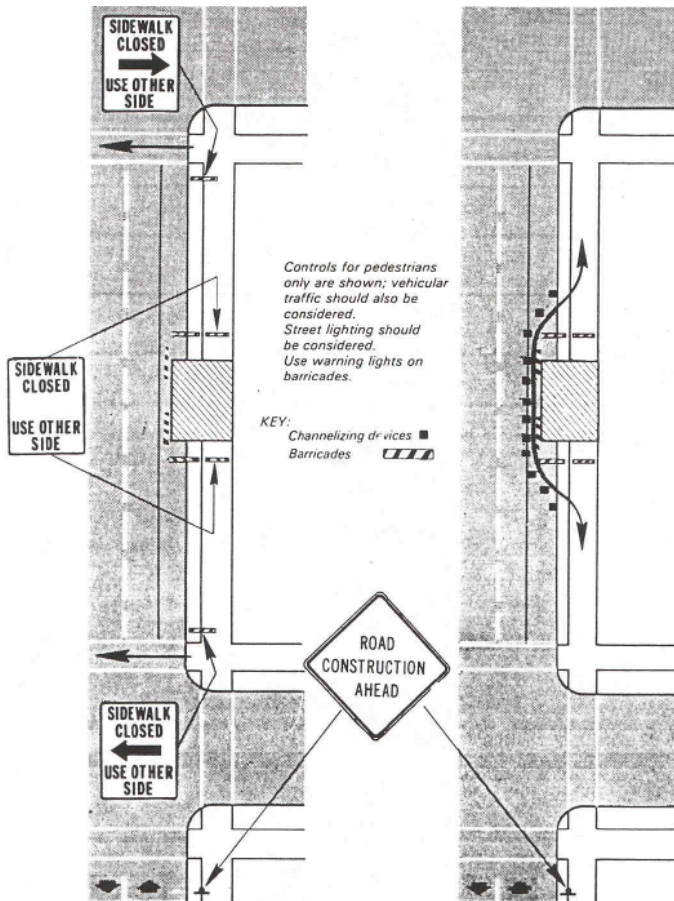 SIDEWALK
CLOSED
USE OTHER
SIDE
Controls for pedestrians
only are shown; vehicular
traffic should also be
considered.
Street lighting should
be considered.
Use warning lights on
barricades.
SIDEWALK
CLOSED
USE OTHER
SIDE
KEY:
Channelizing devices
Barricades
ROAD
CONSTRUCTION
AHEAD
SIDEWALK
CLOSED
USE OTHER
SIDE